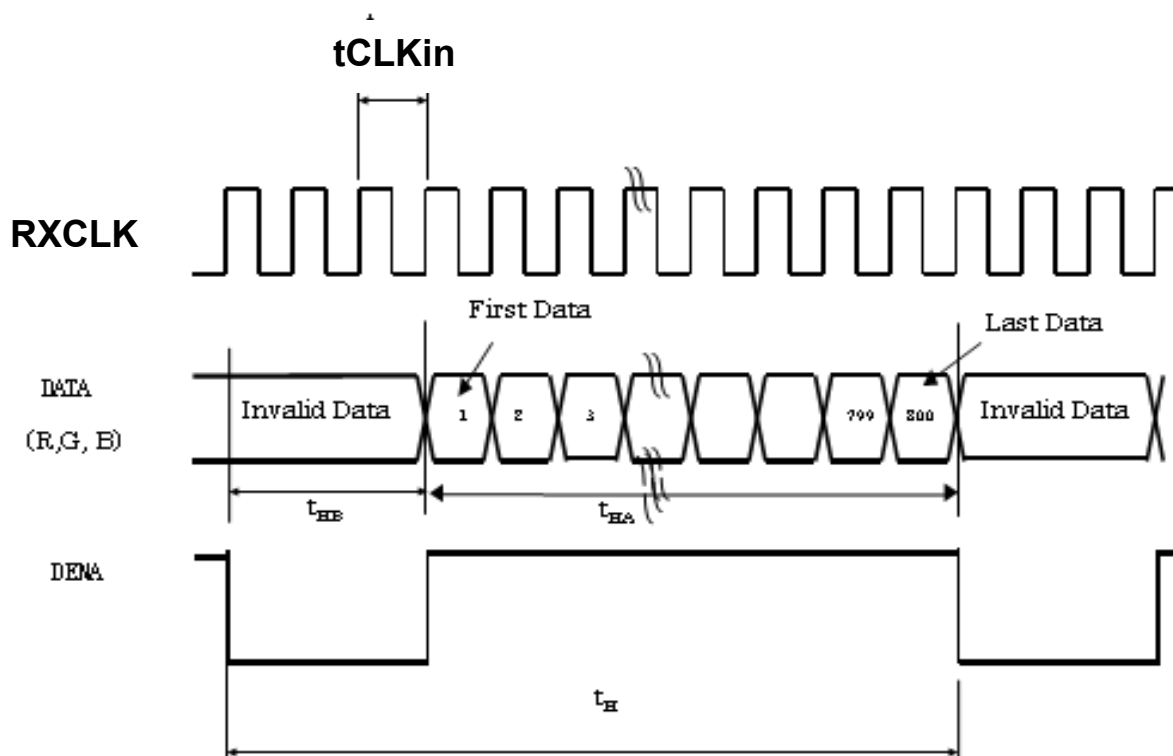 tCLKin
RXCLK
First Data
Last Data
DATA
(R,G, B)
Invalid Data
1
2
3
799
800
Invalid Data
tHB
tHA
DENA
tH